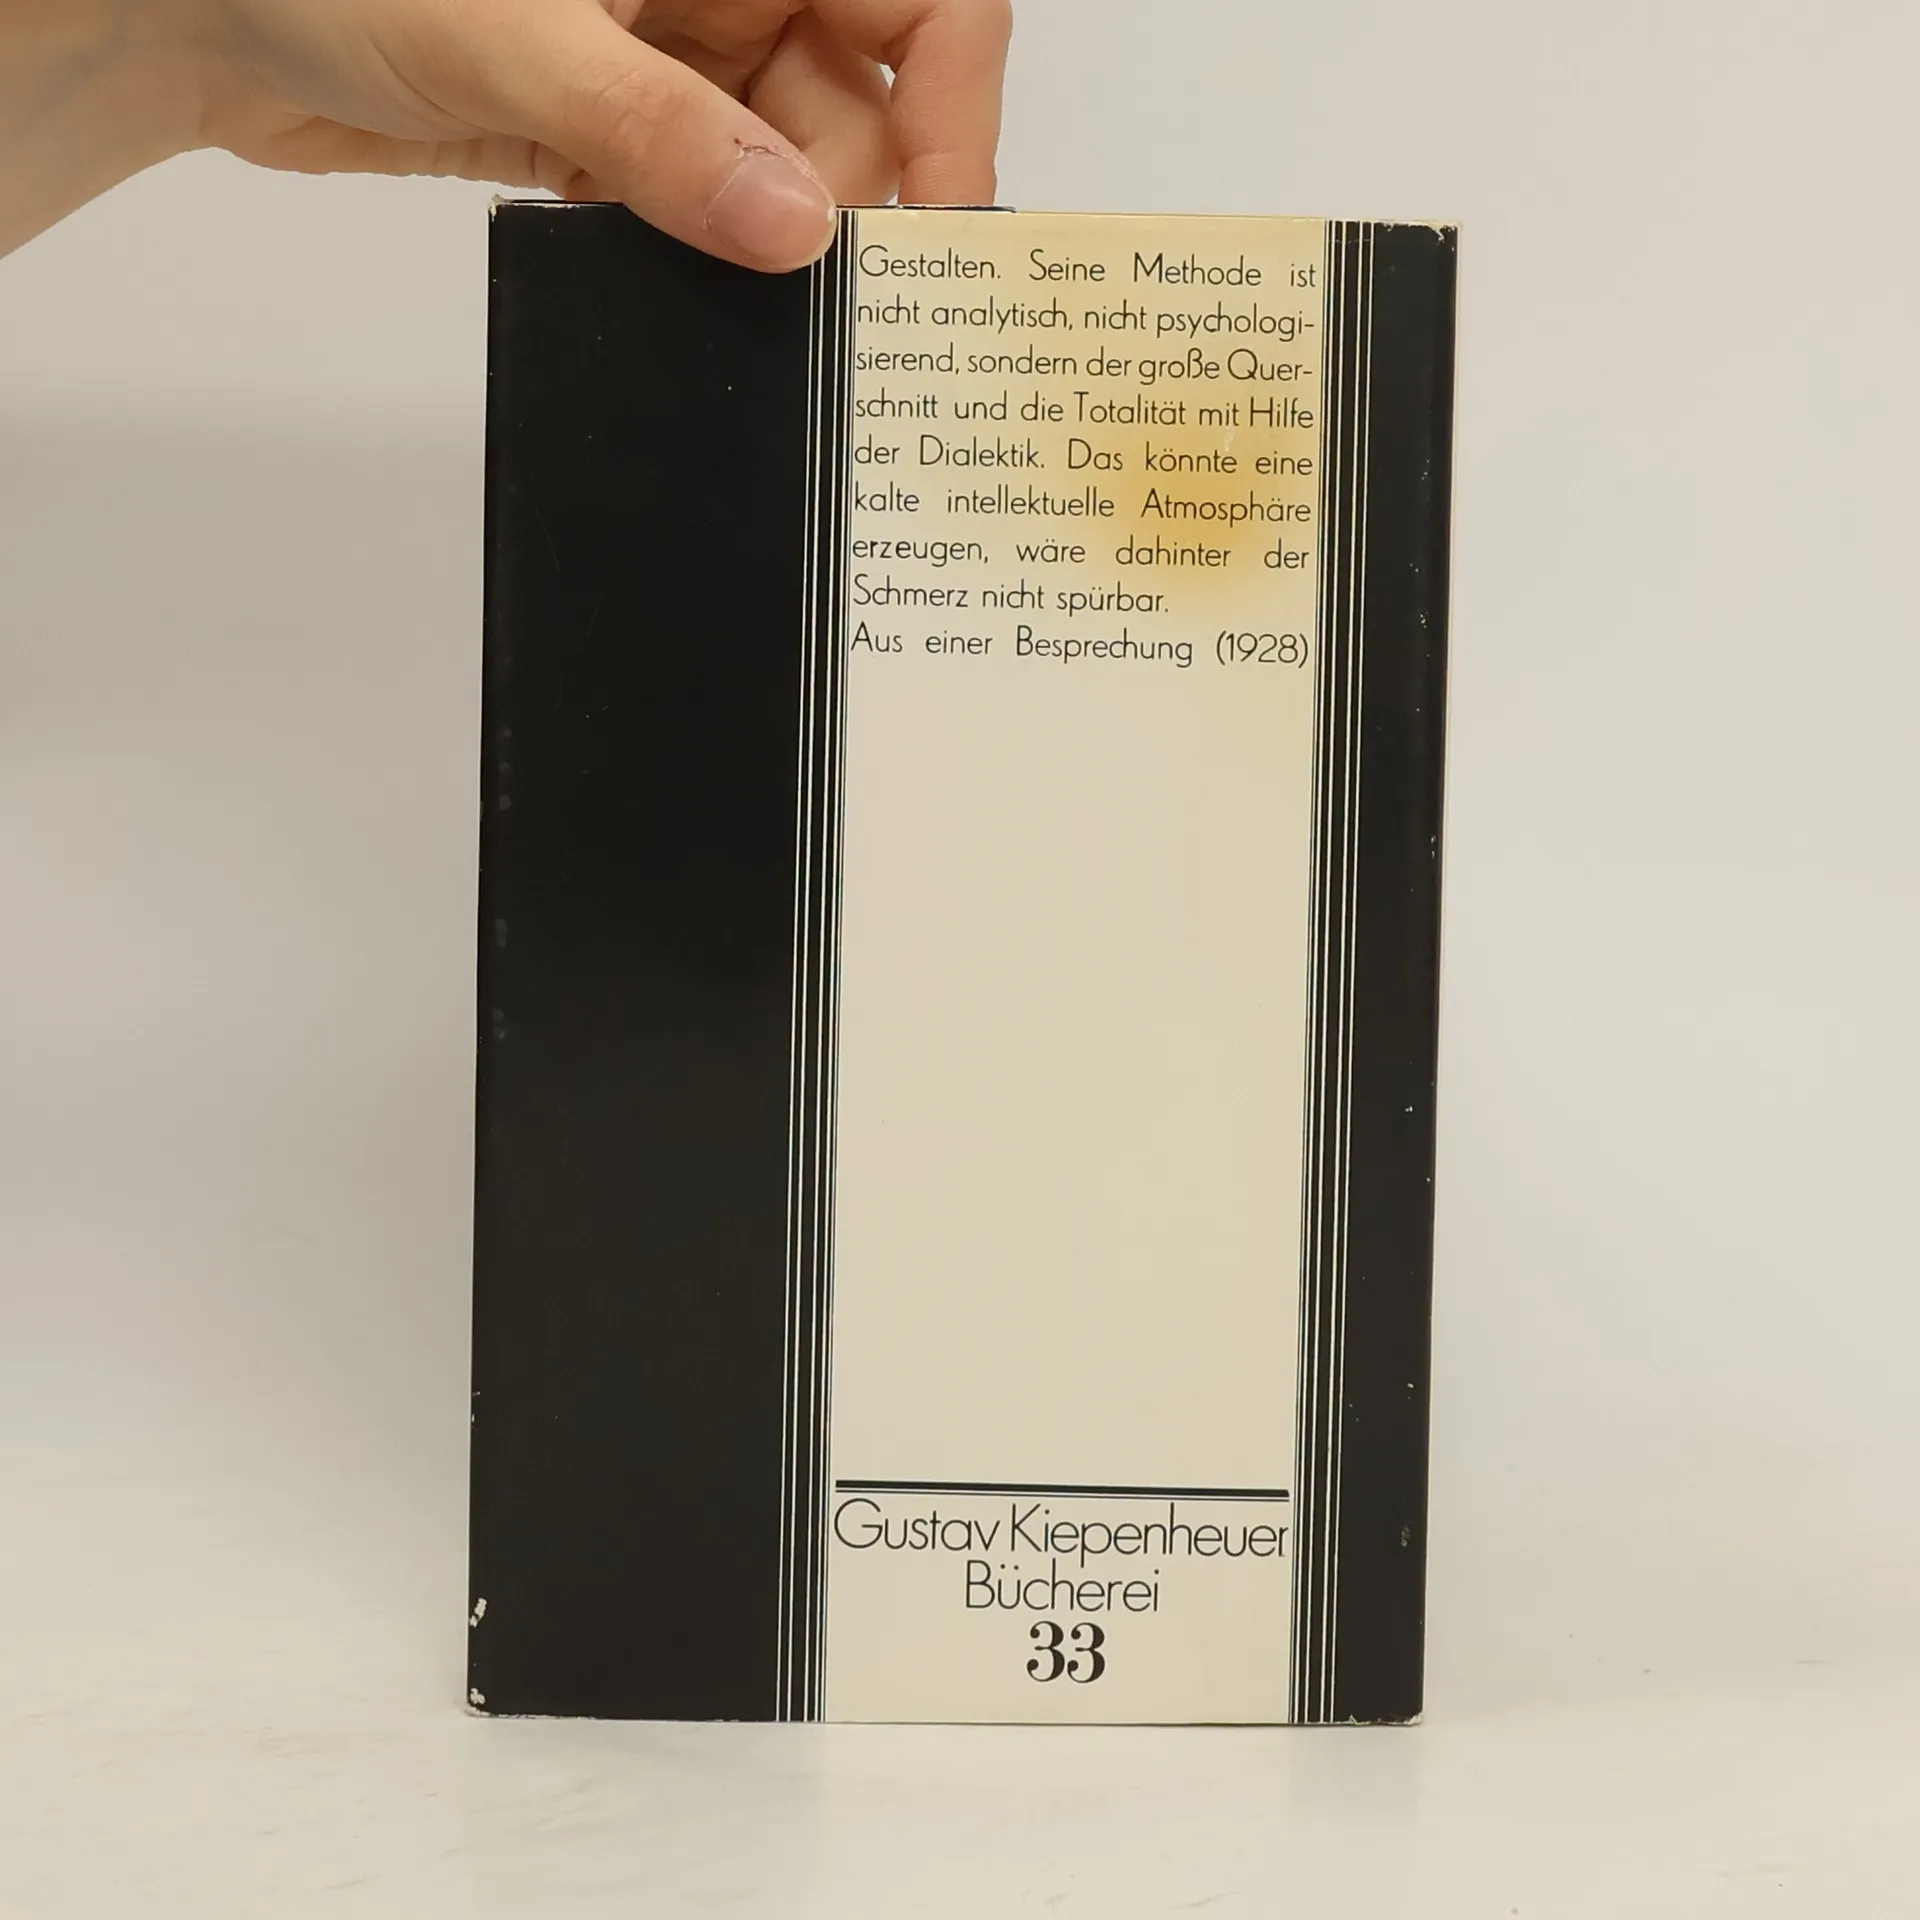 Gestalten. Seine Methode ist
nicht analytisch, nicht psychologi-
sierend, sondern der große Quer-
schnitt und die Totalität mit Hilfe
der Dialektik. Das könnte eine
kalte intellektuelle Atmosphäre
erzeugen, wäre dahinter der
Schmerz nicht spürbar.
Aus einer Besprechung (1928)
Gustav Kiepenheuer
Bücherei
33